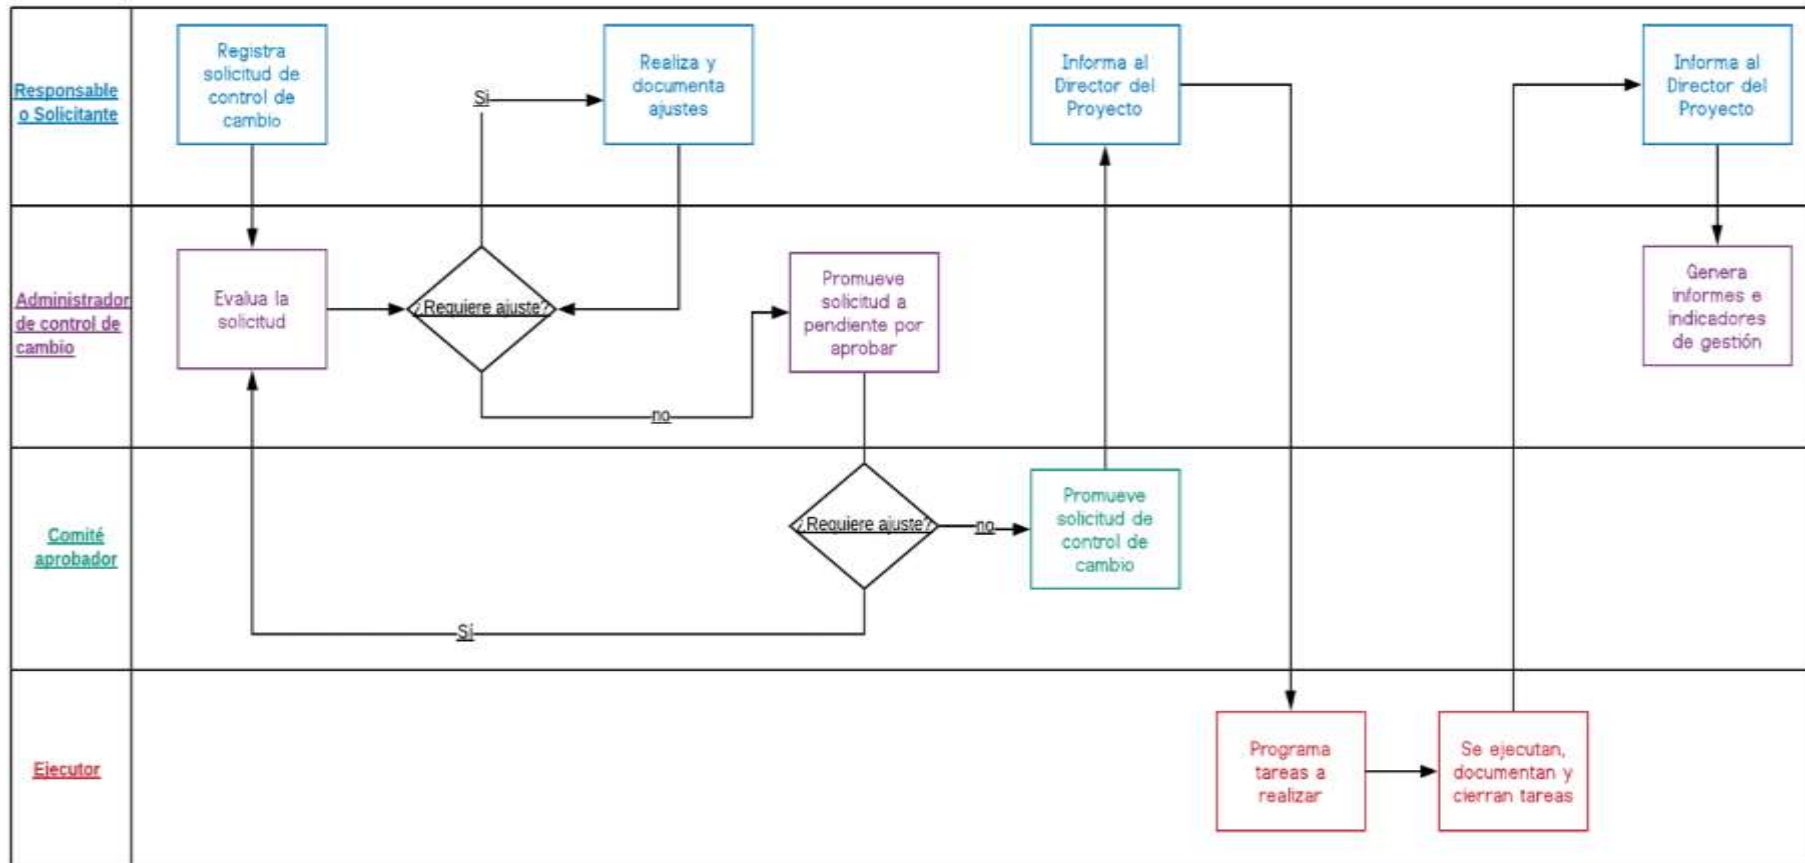 Responsable
o Solicitante
Registra
solicitud de
control de
cambio
Si
Realiza y
documenta
ajustes
Informa al
Director del
Proyecto
Informa al
Director del
Proyecto
Administrador
de control de
cambio
Evalua la
solicitud
¿Requiere ajuste?
no
Promueve
solicitud a
pendiente por
aprobar
Genera
informes e
indicadores
de gestión
Comité
aprobador
¿Requiere ajuste?
no
Si
Promueve
solicitud de
control de
cambio
Ejecutor
Programa
tareas a
realizar
Se ejecutan,
documentan y
cierran tareas